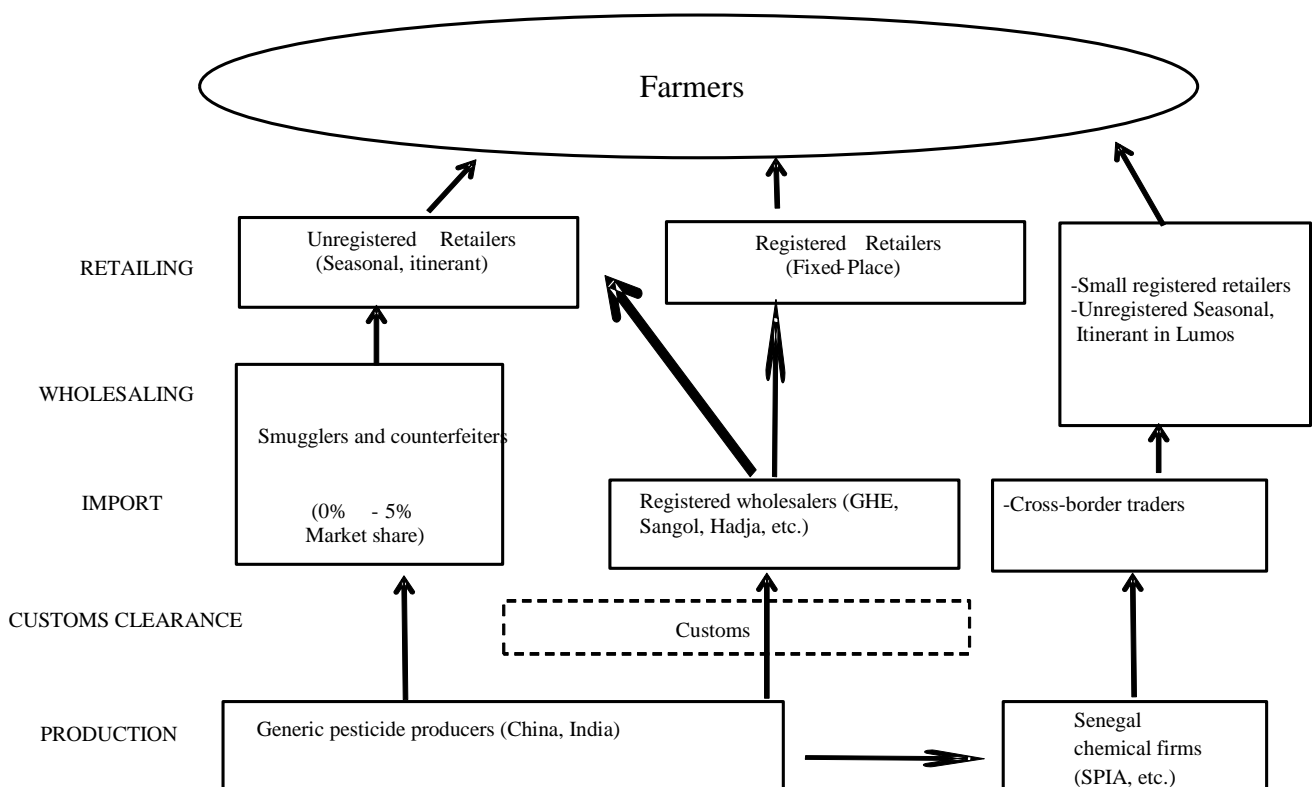 Farmers
RETAILING
Unregistered Retailers
(Seasonal, itinerant)
Registered Retailers
(Fixed-Place)
-Small registered retailers
-Unregistered Seasonal,
Itinerant in Lumos
WHOLESALING
Smugglers and counterfeiters
(0% - 5%
Market share)
IMPORT
Registered wholesalers (GHE,
Sangol, Hadja, etc.)
-Cross-border traders
CUSTOMS CLEARANCE
Customs
PRODUCTION
Generic pesticide producers (China, India)
Senegal
chemical firms
(SPIA, etc.)